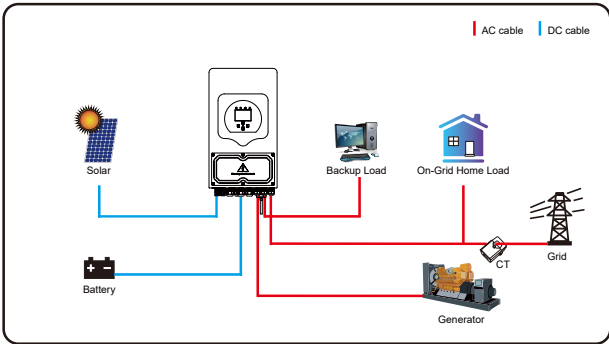 AC cable
DC cable
Solar
Backup Load
On-Grid Home Load
Grid
CT
Battery
Generator